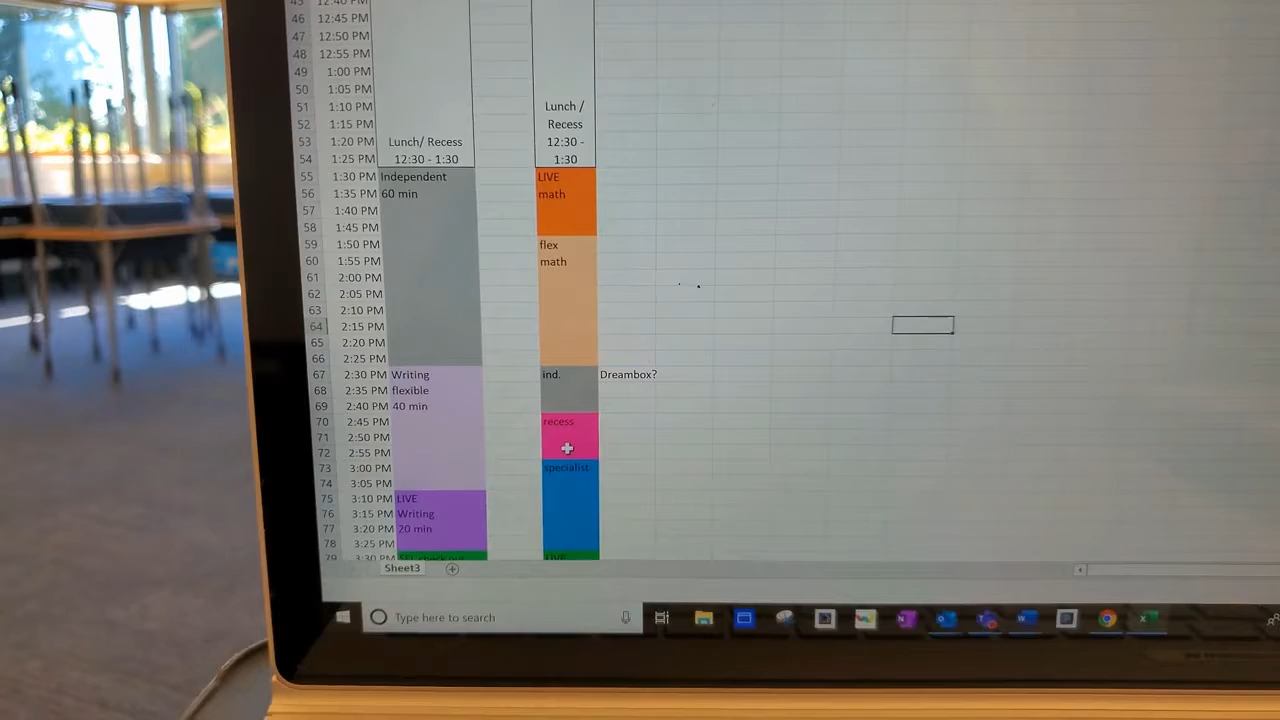 45 12:40 PM
46 12:45 PM
47 12:50 PM
48 12:55 PM
49 1:00 PM
50 1:05 PM
51 1:10 PM Lunch /
52 1:15 PM Recess
53 1:20 PM Lunch/ Recess 12:30 -
54 1:25 PM 12:30 - 1:30 1:30
55 1:30 PM Independent LIVE
56 1:35 PM 60 min math
57 1:40 PM
58 1:45 PM
59 1:50 PM flex
60 1:55 PM math
61 2:00 PM
62 2:05 PM
63 2:10 PM
64 2:15 PM
65 2:20 PM
66 2:25 PM
67 2:30 PM Writing ind. Dreambox?
68 2:35 PM flexible
69 2:40 PM 40 min
70 2:45 PM recess
71 2:50 PM
72 2:55 PM
73 3:00 PM specialist
74 3:05 PM
75 3:10 PM LIVE
76 3:15 PM Writing
77 3:20 PM 20 min
78 3:25 PM
79 3:30 PM SEL check out LIVE
Sheet3
Type here to search